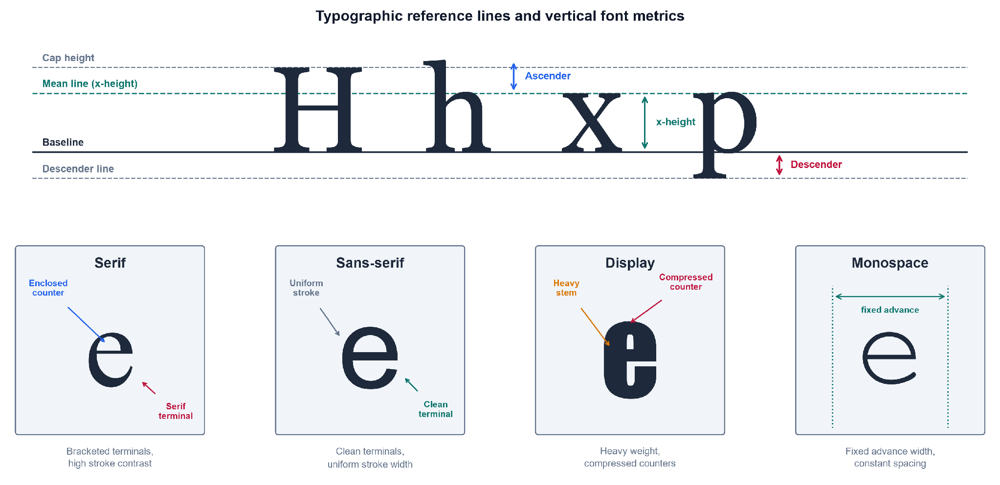 Typographic reference lines and vertical font metrics
Cap height
Ascender
Mean line (x-height)
H h x p
x-height
Baseline
Descender
Descender line
Serif
Enclosed
counter
e
Serif
terminal
Bracketed terminals,
high stroke contrast
Sans-serif
Uniform
stroke
e
Clean
terminal
Clean terminals,
uniform stroke width
Display
Heavy
stem
Compressed
counter
e
Heavy weight,
compressed counters
Monospace
fixed advance
e
Fixed advance width,
constant spacing